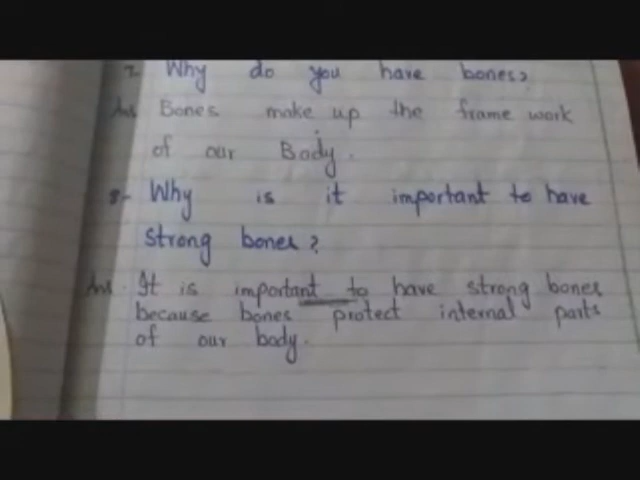 7. Why do you have bones?
Ans Bones make up the frame work
of our Body.
8- Why is it important to have
strong bones?
Ans. It is important to have strong bones
because bones protect internal parts
of our body.